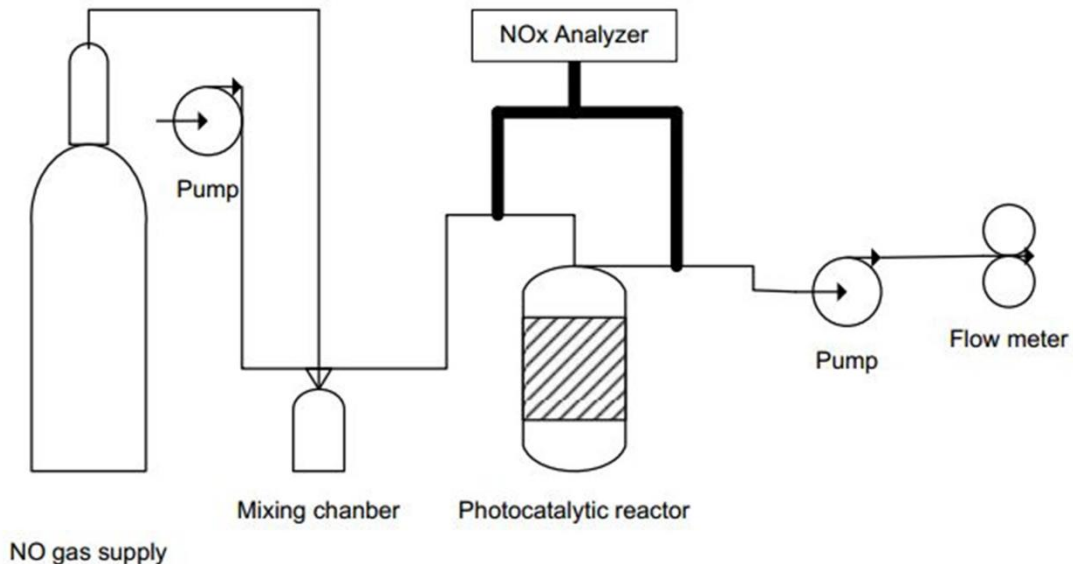 NOx Analyzer
Pump
Flow meter
Pump
Mixing chanber
Photocatalytic reactor
NO gas supply